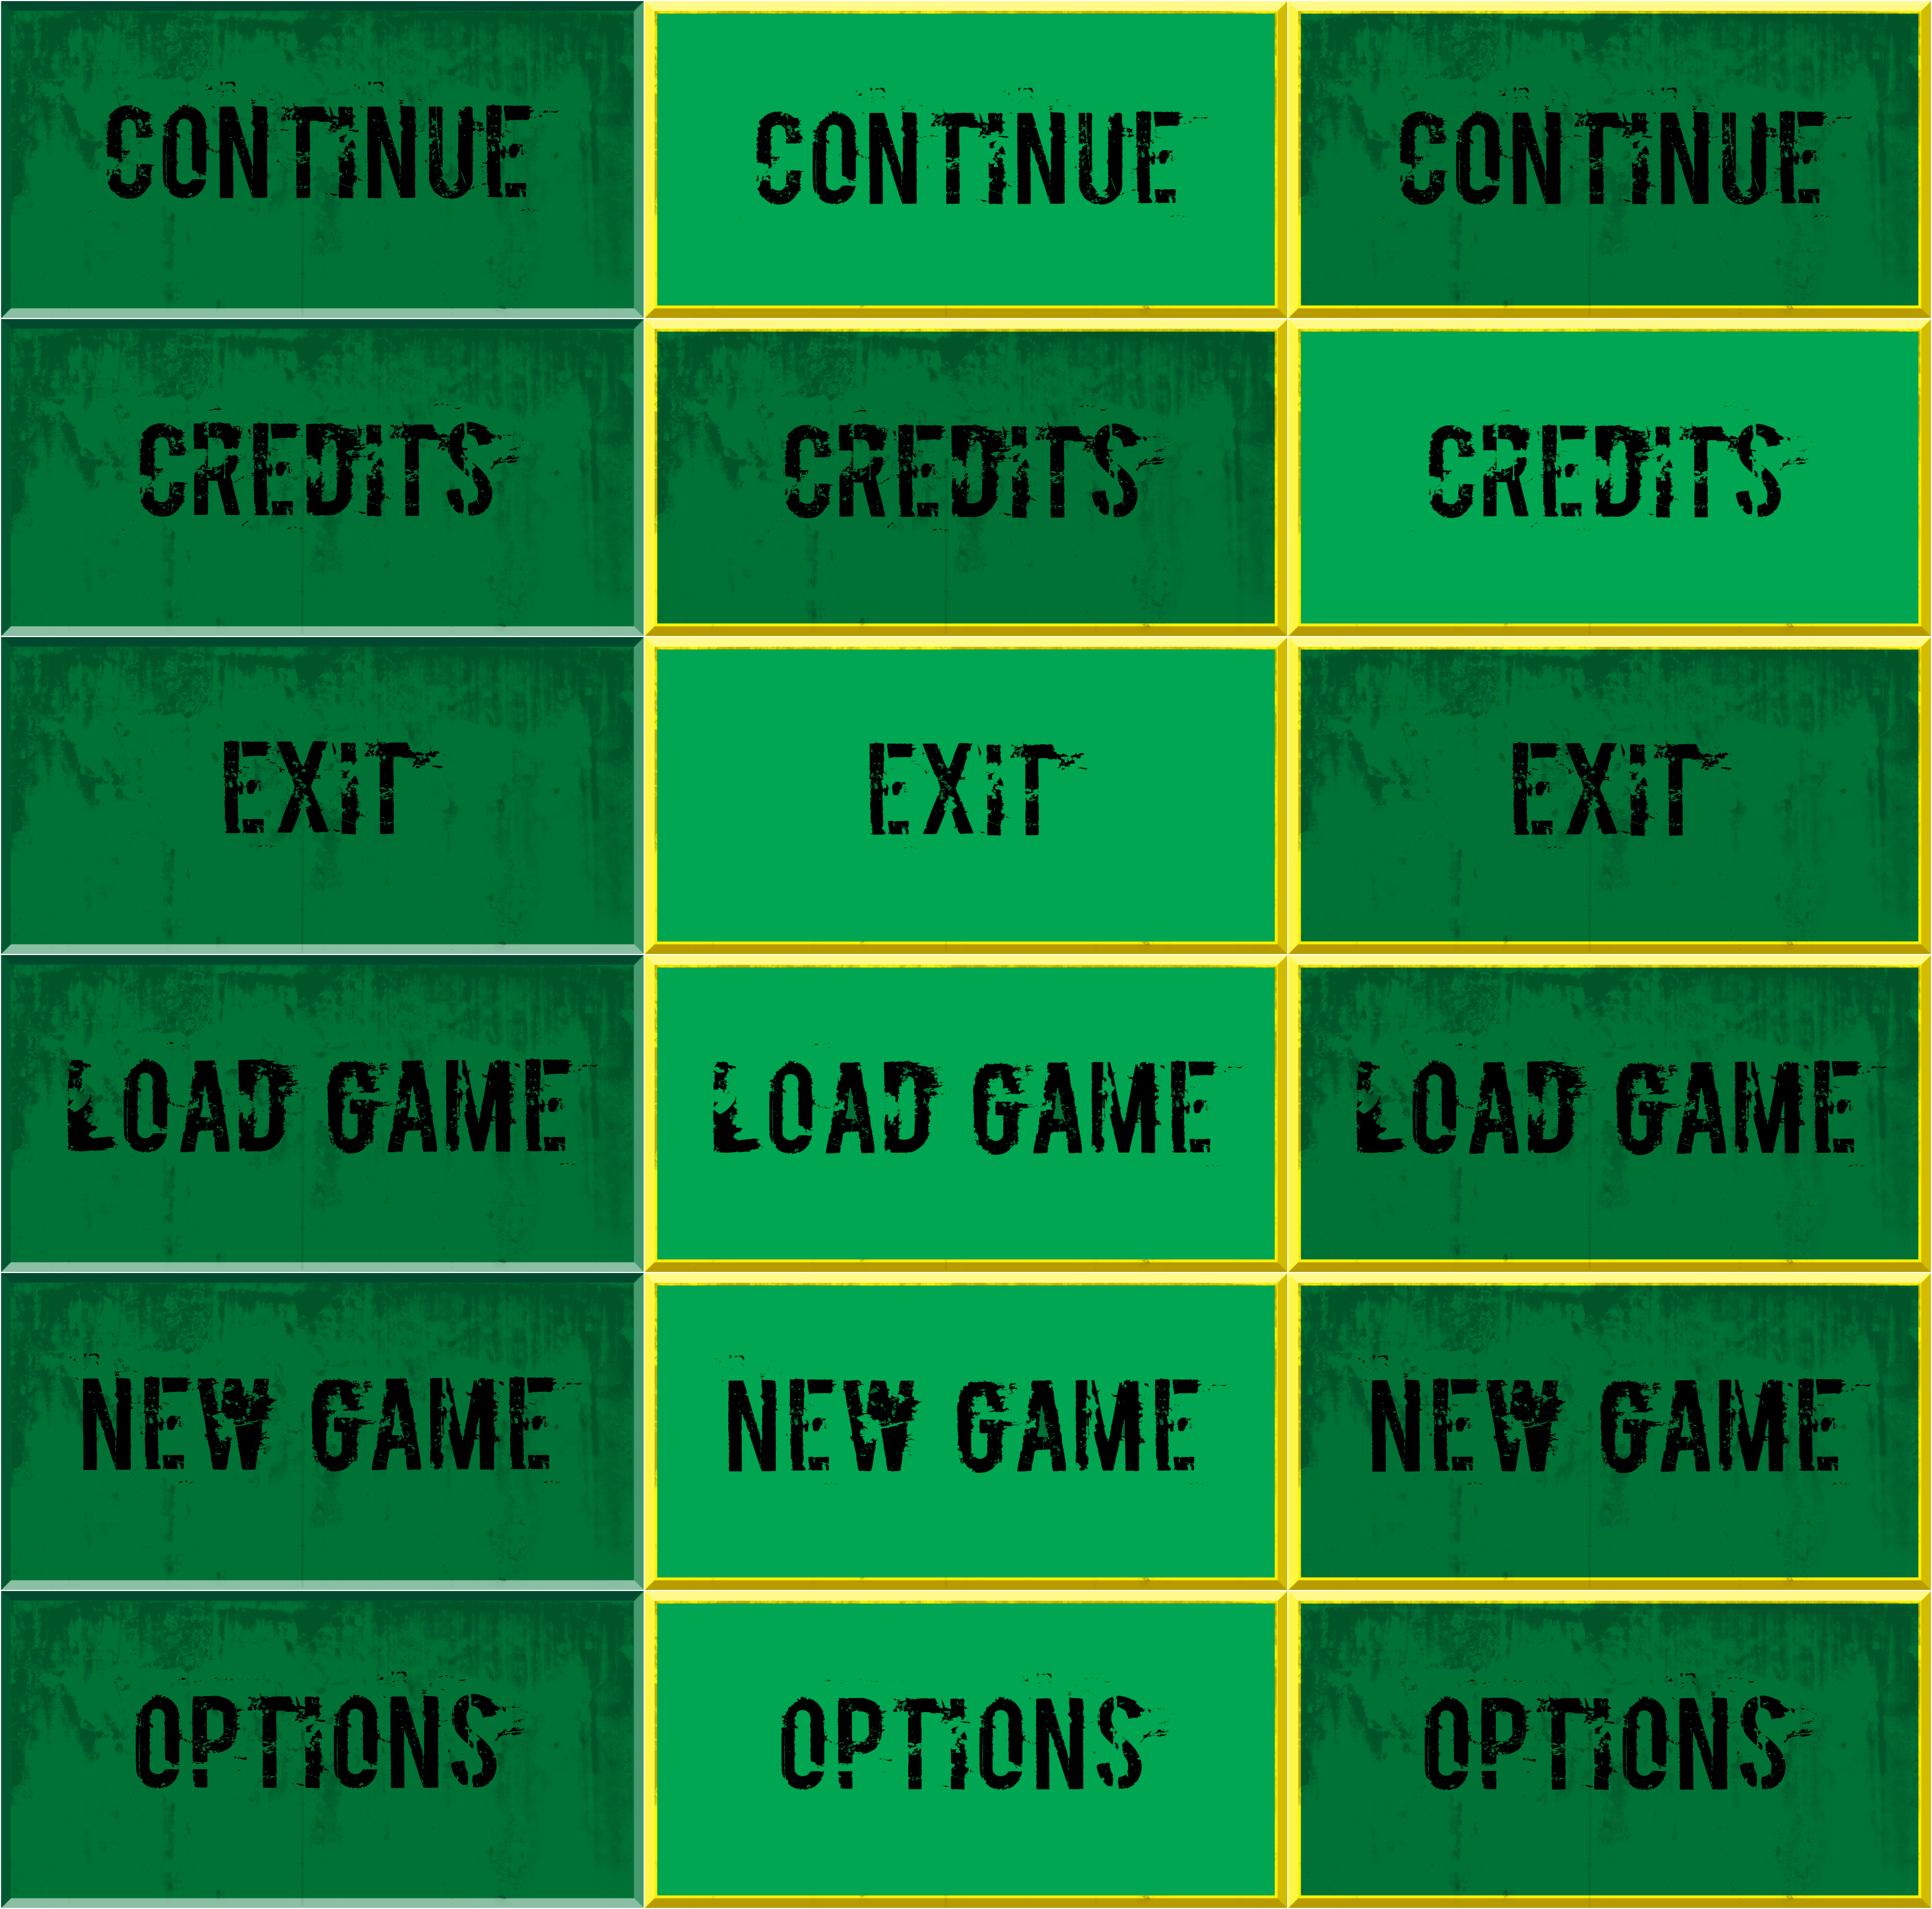 CONTINUE CONTINUE CONTINUE
CREDITS CREDITS CREDITS
EXIT EXIT EXIT
LOAD GAME LOAD GAME LOAD GAME
NEW GAME NEW GAME NEW GAME
OPTIONS OPTIONS OPTIONS